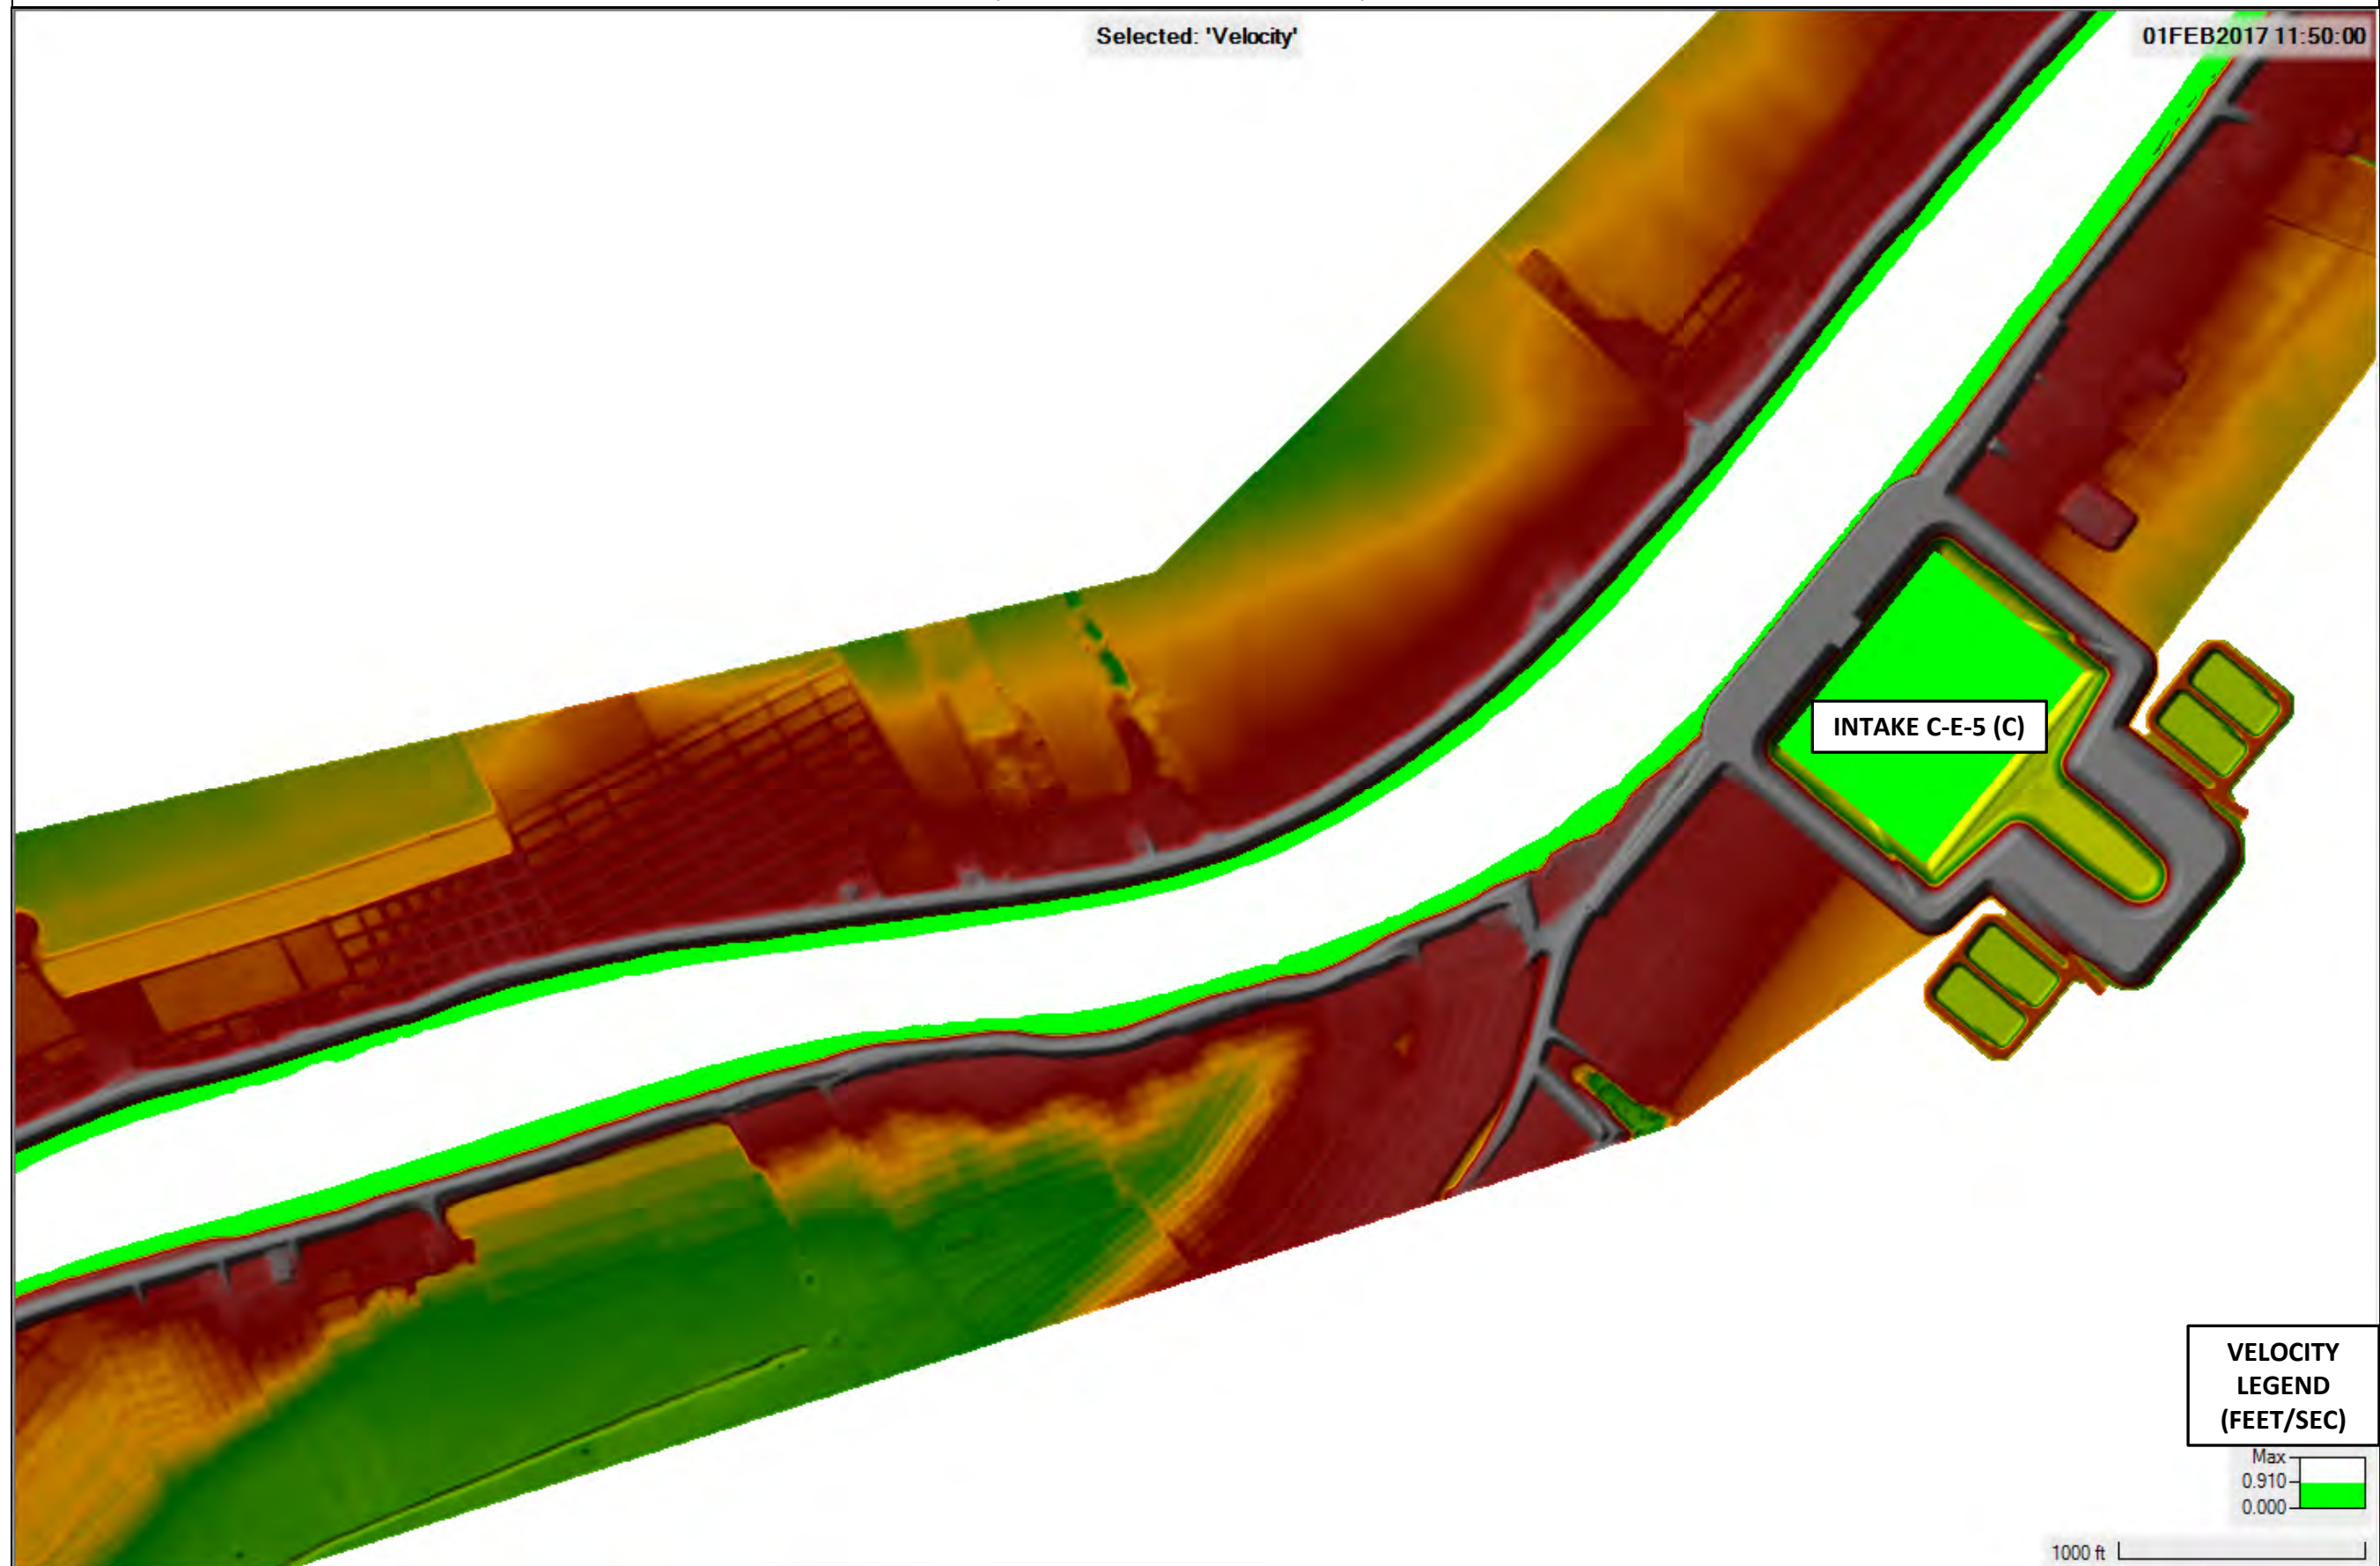 Selected: 'Velocity'
01FEB2017 11:50:00
INTAKE C-E-5 (C)
VELOCITY
LEGEND
(FEET/SEC)
Max
0.910
0.000
1000 ft